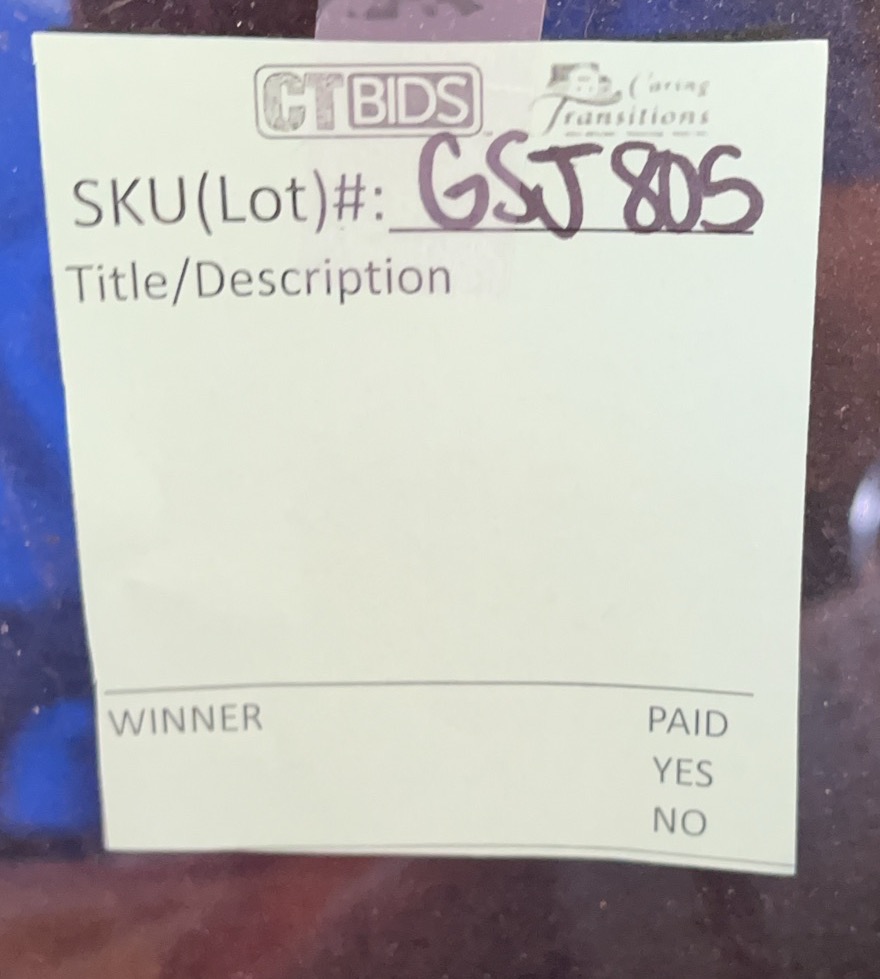 CTBIDS
Caring
Transitions
SKU(Lot)#: GSJ805
Title/Description
WINNER PAID
YES
NO